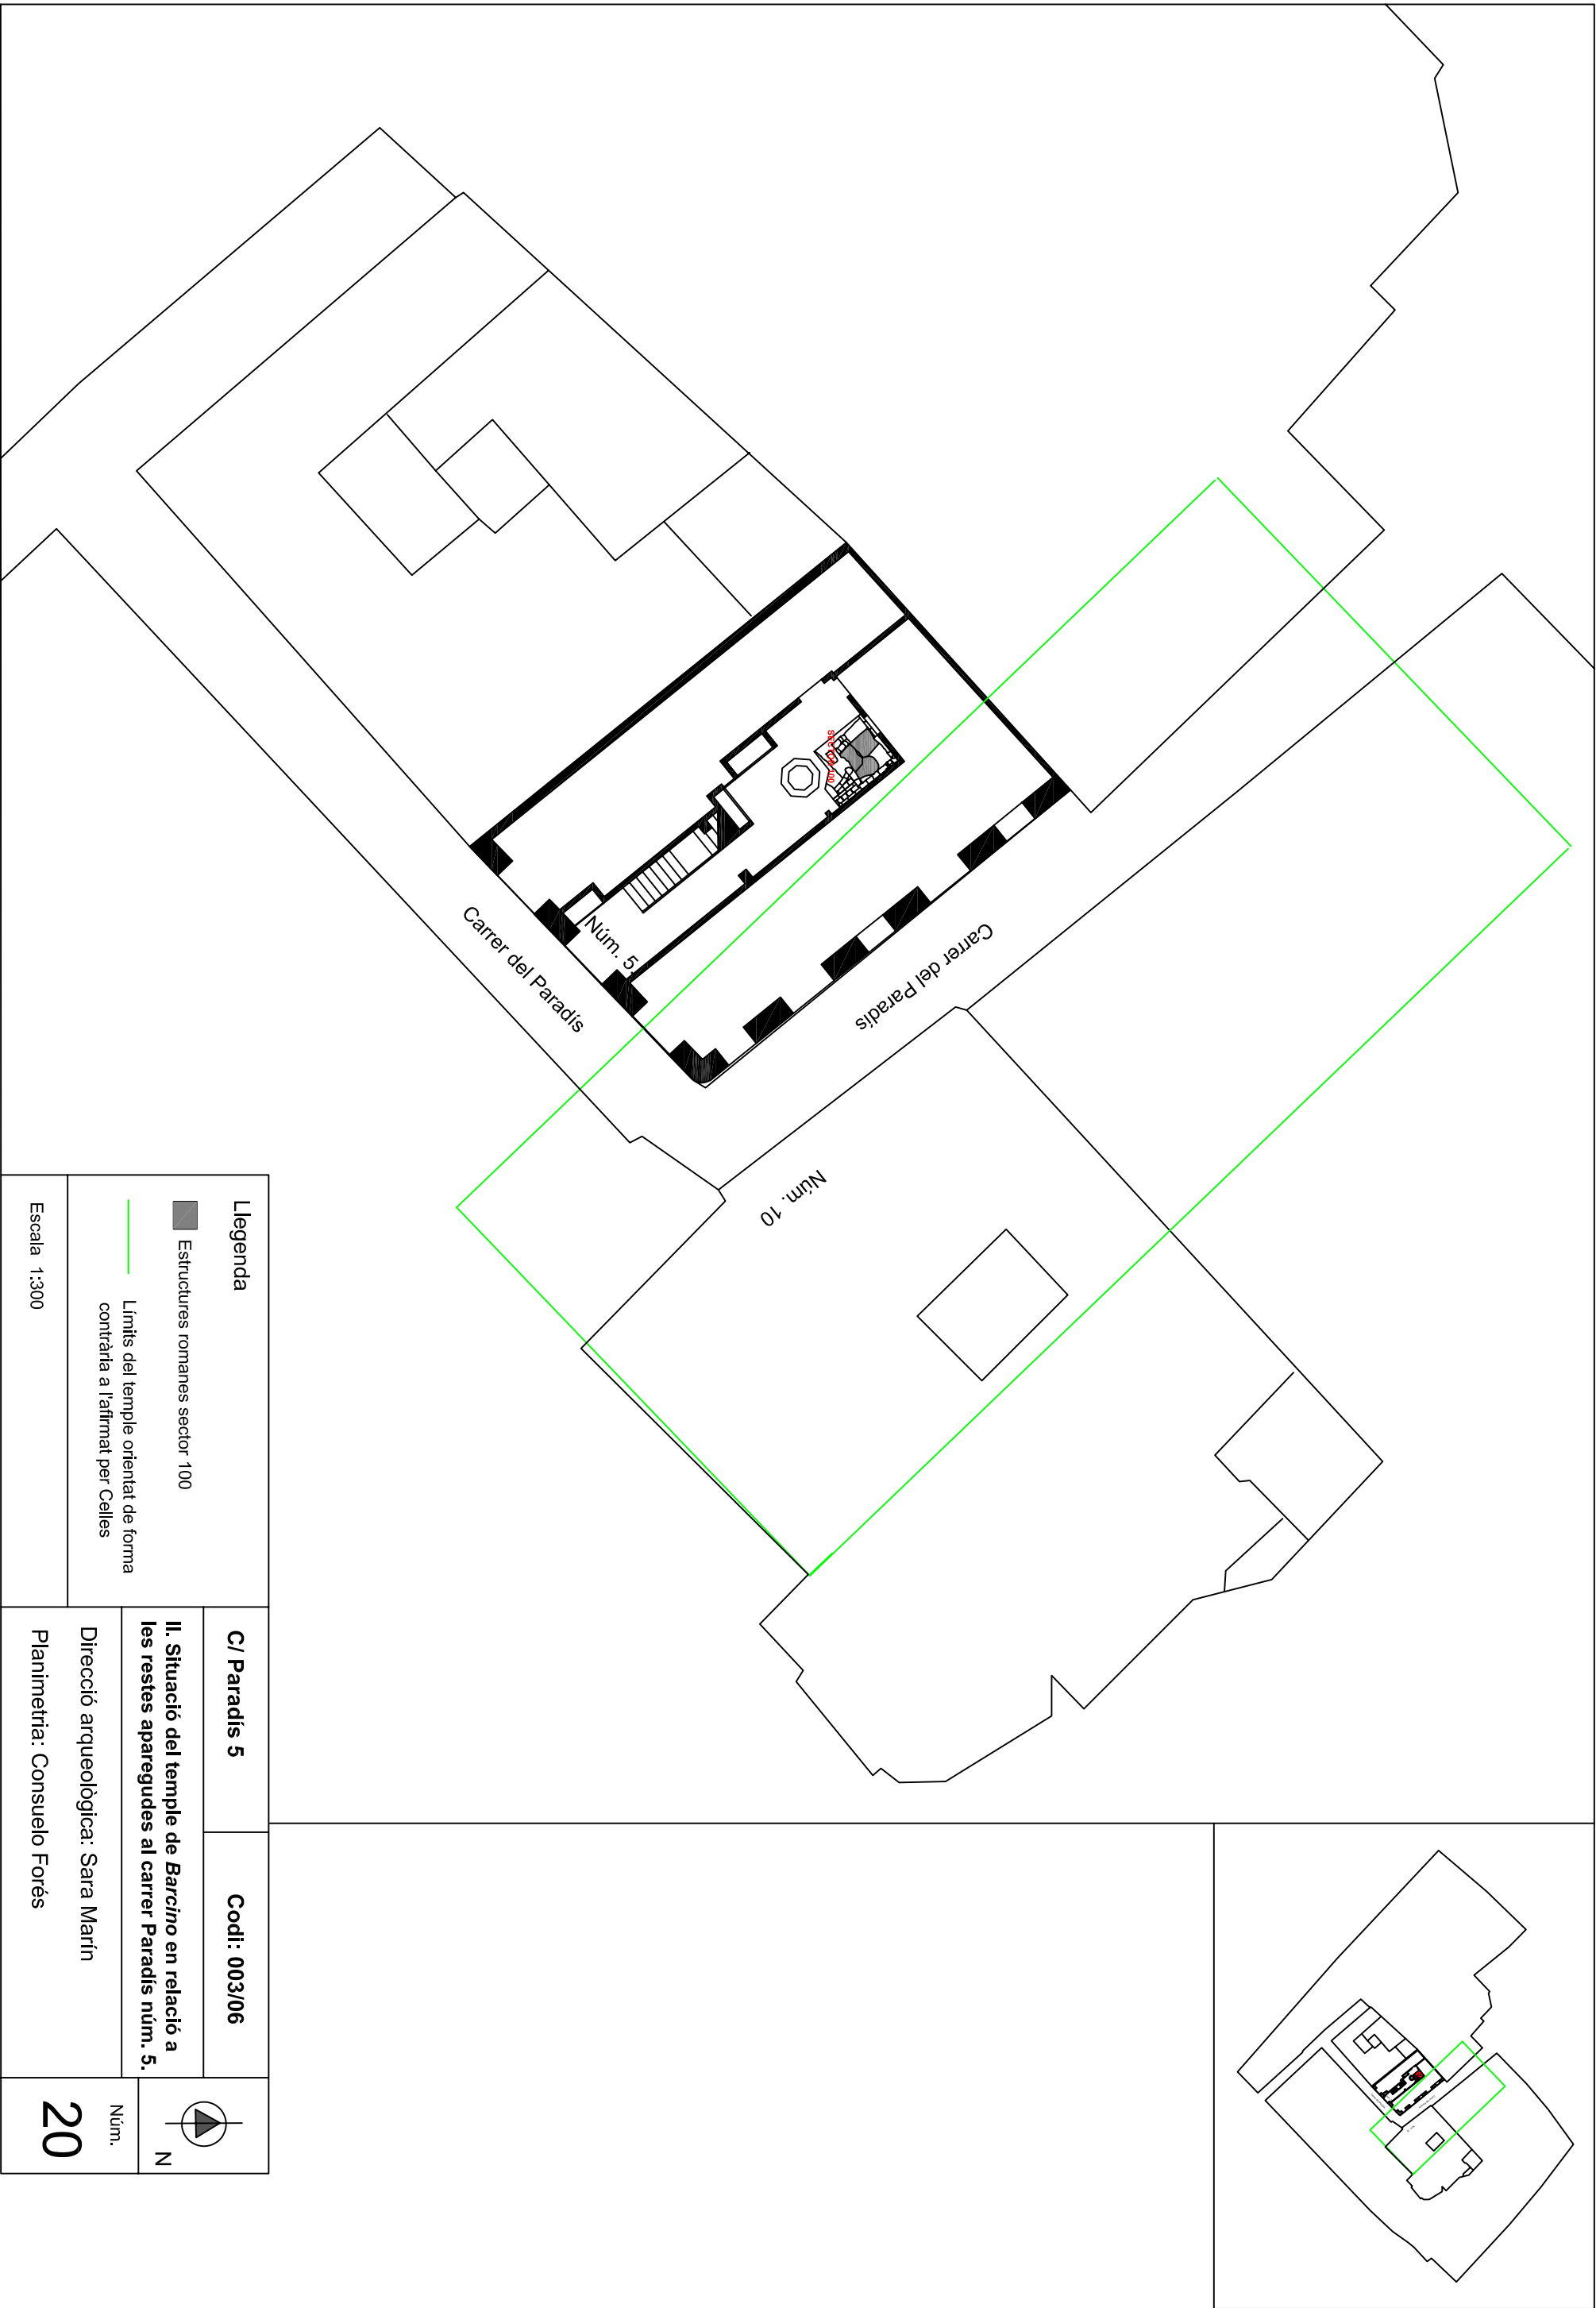 SECTOR 100
Núm. 5
Carrer del Paradís
Carrer del Paradís
Núm. 10
Llegenda
Estructures romanes sector 100
Límits del temple orientat de forma
contrària a l'afirmat per Celles
Escala 1:300
C/ Paradís 5
Codi: 003/06
II. Situació del temple de Barcino en relació a
les restes aparegudes al carrer Paradís núm. 5.
Direcció arqueològica: Sara Marín
Planimetria: Consuelo Forés
N
Núm.
20